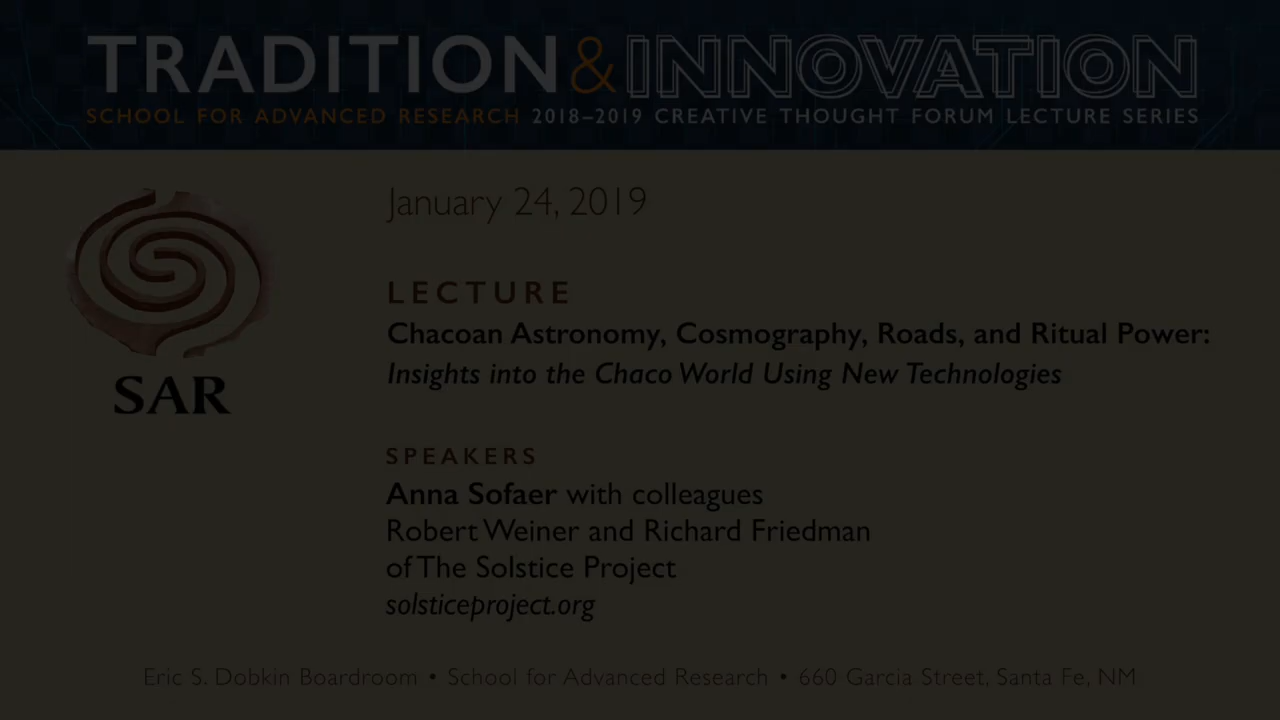 TRADITION & INNOVATION
SCHOOL FOR ADVANCED RESEARCH 2018–2019 CREATIVE THOUGHT FORUM LECTURE SERIES
January 24, 2019
LECTURE
Chacoan Astronomy, Cosmography, Roads, and Ritual Power:
Insights into the Chaco World Using New Technologies
SAR
SPEAKERS
Anna Sofaer with colleagues
Robert Weiner and Richard Friedman
of The Solstice Project
solsticeproject.org
Eric S. Dobkin Boardroom • School for Advanced Research • 660 Garcia Street, Santa Fe, NM